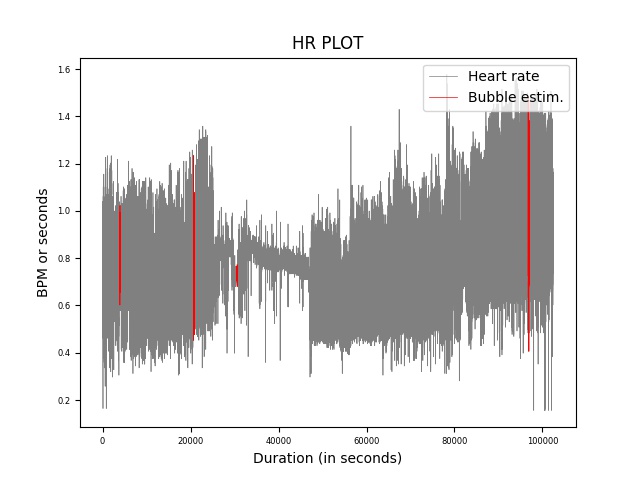 HR PLOT
Heart rate
Bubble estim.
BPM or seconds
1.6
1.4
1.2
1.0
0.8
0.6
0.4
0.2
0 20000 40000 60000 80000 100000
Duration (in seconds)